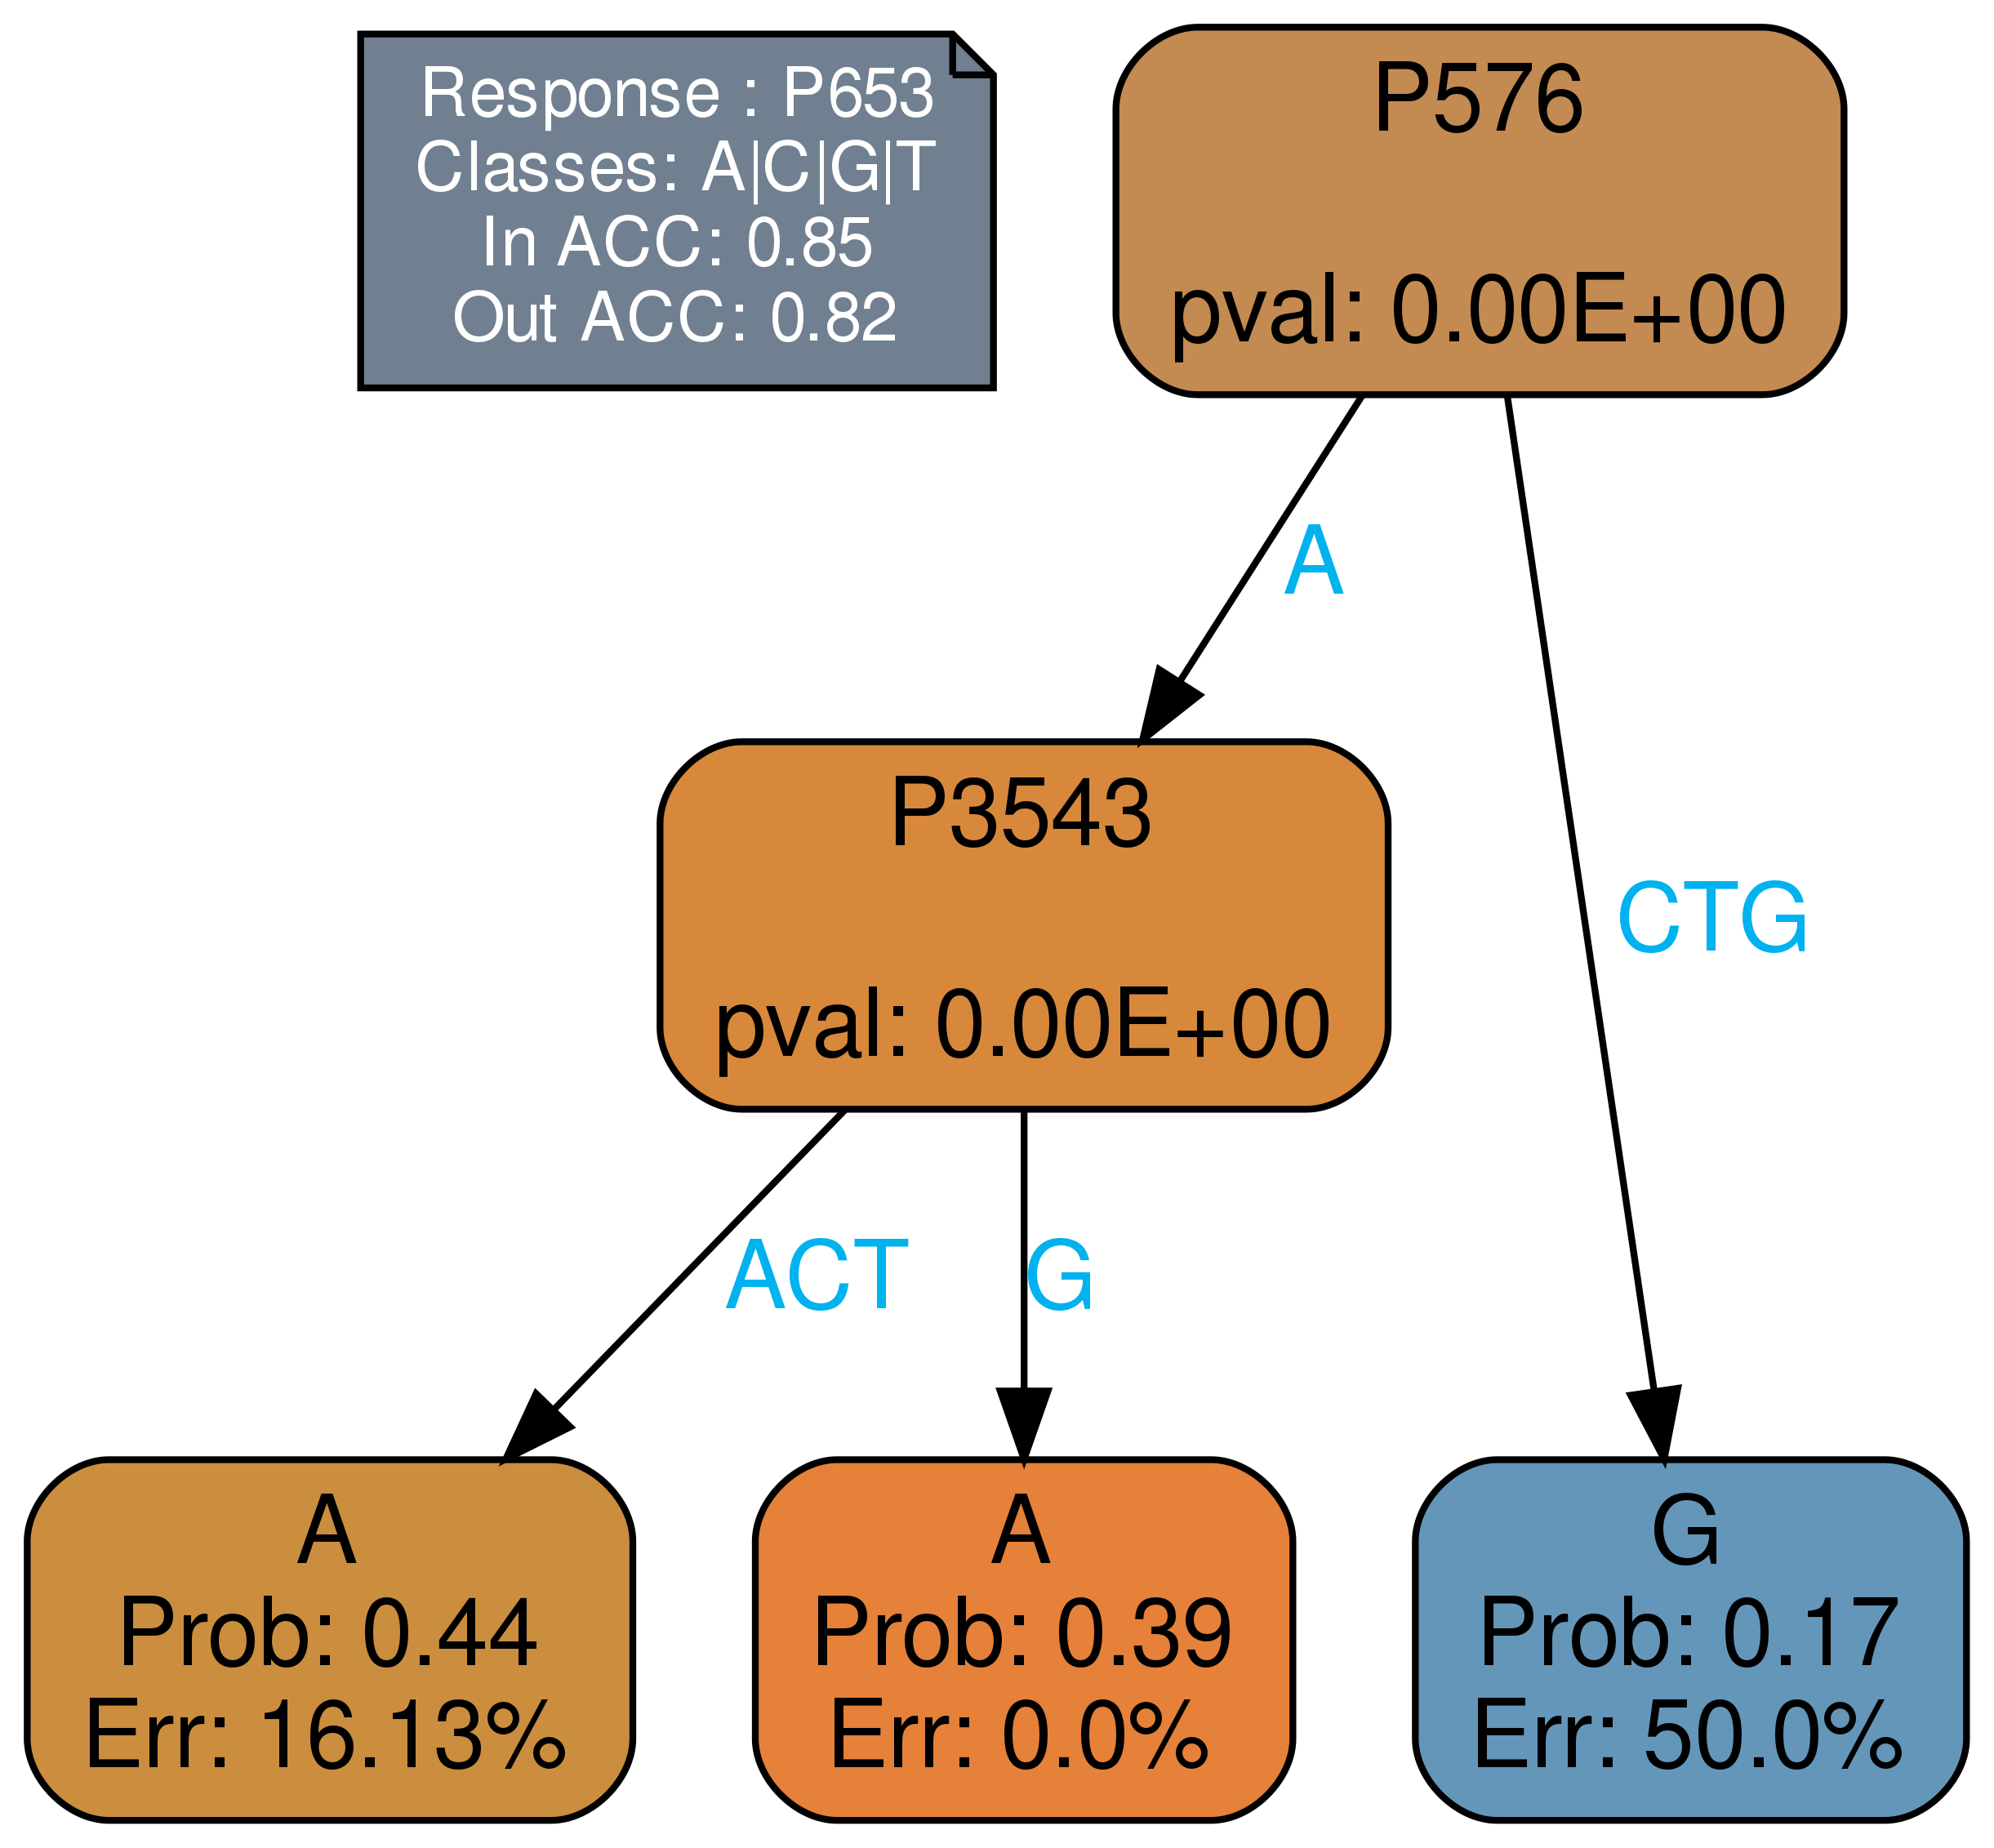 Response : P653
Classes: A|C|G|T
In ACC: 0.85
Out ACC: 0.82
P576
pval: 0.00E+00
A
CTG
P3543
pval: 0.00E+00
ACT
G
A
Prob: 0.44
Err: 16.13%
A
Prob: 0.39
Err: 0.0%
G
Prob: 0.17
Err: 50.0%